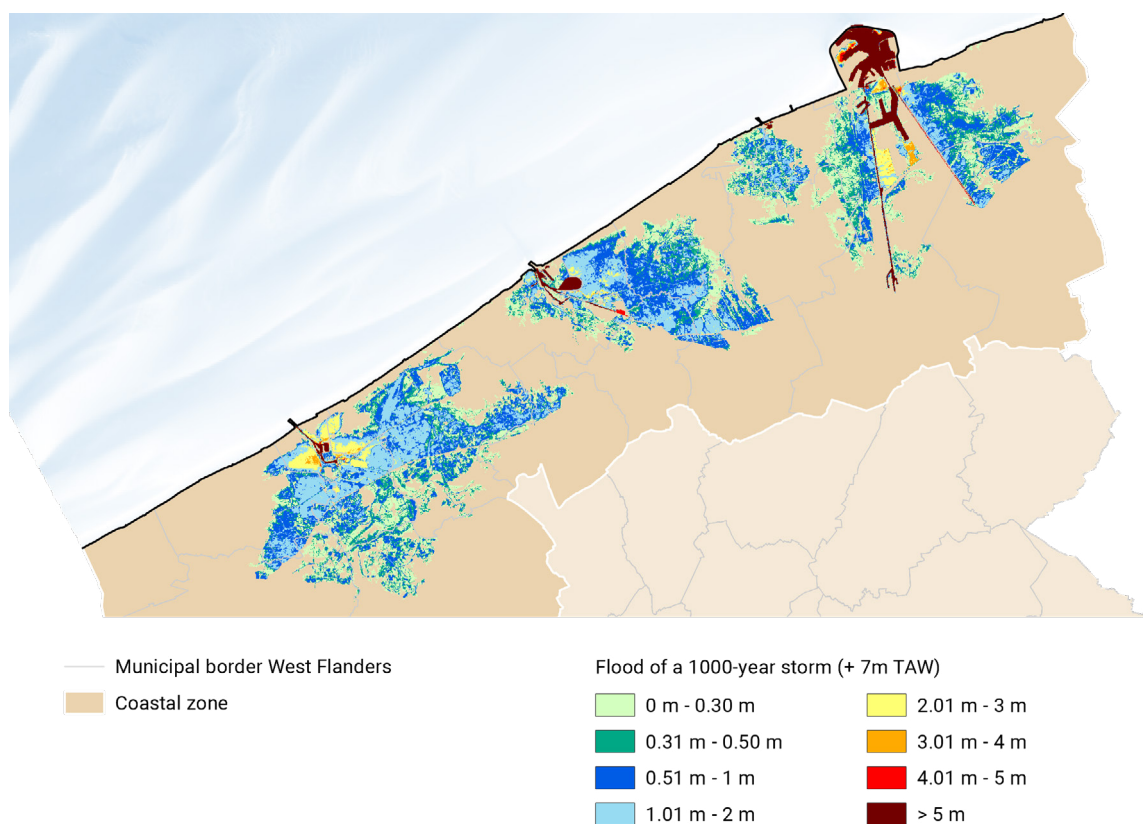 Municipal border West Flanders
Coastal zone
Flood of a 1000-year storm (+ 7m TAW)
0 m - 0.30 m
0.31 m - 0.50 m
0.51 m - 1 m
1.01 m - 2 m
2.01 m - 3 m
3.01 m - 4 m
4.01 m - 5 m
> 5 m